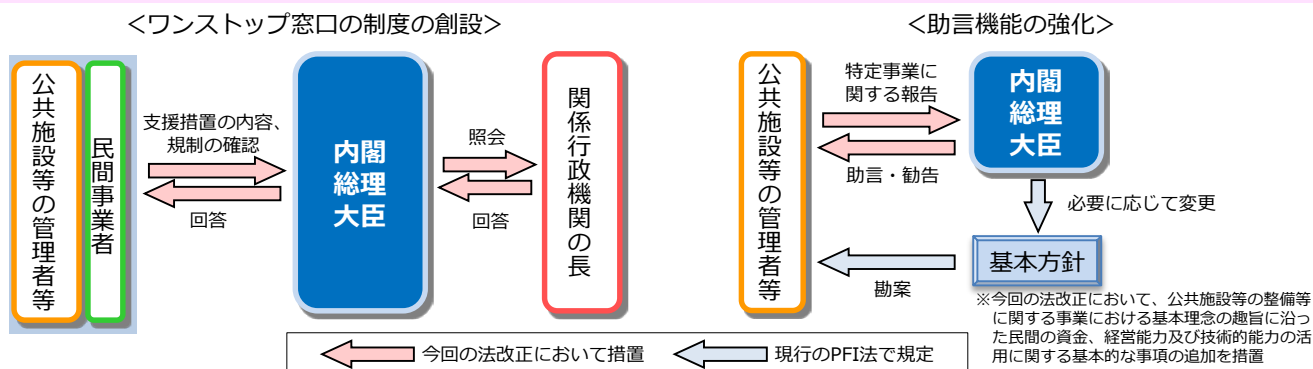 ＜ワンストップ窓口の制度の創設＞
公共施設等の管理者等
民間事業者
支援措置の内容、
規制の確認
回答
内閣
総理
大臣
照会
回答
関係行政機関の長
＜助言機能の強化＞
公共施設等の管理者等
特定事業に
関する報告
助言・勧告
内閣
総理
大臣
必要に応じて変更
基本方針
勘案
※今回の法改正において、公共施設等の整備等
に関する事業における基本理念の趣旨に沿っ
た民間の資金、経営能力及び技術的能力の活
用に関する基本的な事項の追加を措置
今回の法改正において措置
現行のPFI法で規定